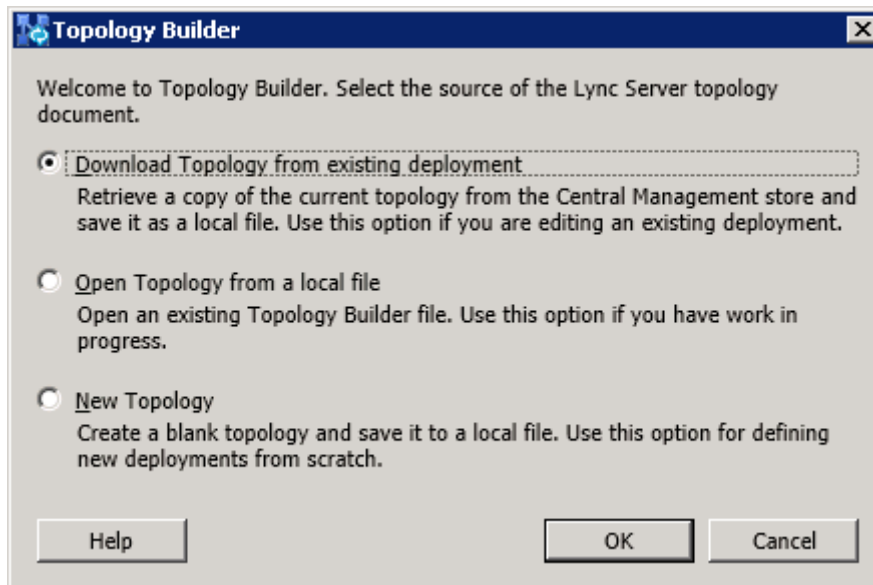 Topology Builder
Welcome to Topology Builder. Select the source of the Lync Server topology
document.
Download Topology from existing deployment
Retrieve a copy of the current topology from the Central Management store and
save it as a local file. Use this option if you are editing an existing deployment.
Open Topology from a local file
Open an existing Topology Builder file. Use this option if you have work in
progress.
New Topology
Create a blank topology and save it to a local file. Use this option for defining
new deployments from scratch.
Help OK Cancel